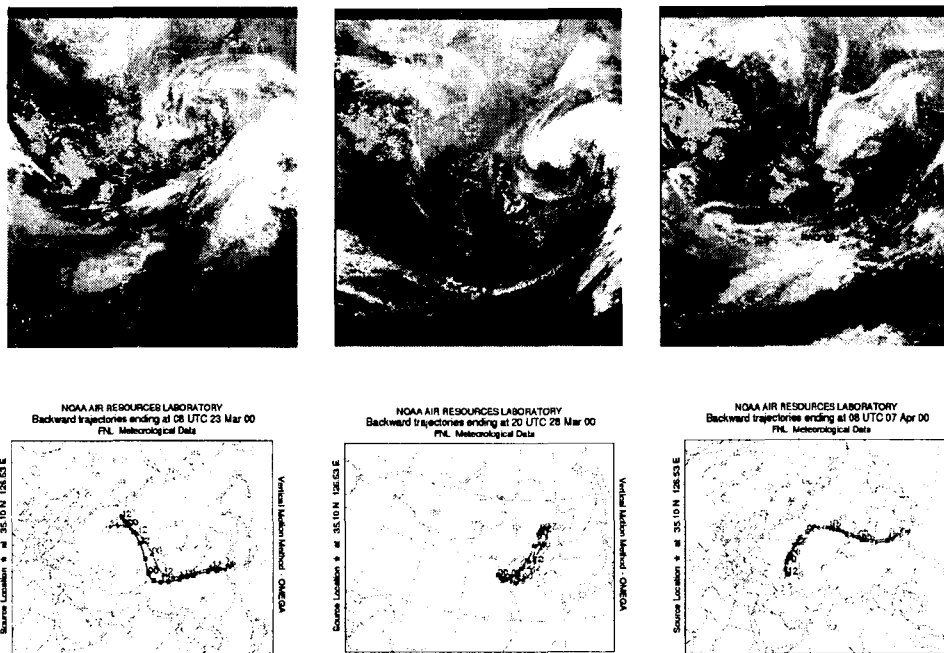 NOAA AIR RESOURCES LABORATORY
Backward trajectories ending at 08 UTC 23 Mar 00
FNL Meteorological Data
Source Location ★ at 35.10 N 126.53 E
Vertical Motion Method - OMEGA
NOAA AIR RESOURCES LABORATORY
Backward trajectories ending at 20 UTC 28 Mar 00
FNL Meteorological Data
Source Location ★ at 35.10 N 126.53 E
Vertical Motion Method - OMEGA
NOAA AIR RESOURCES LABORATORY
Backward trajectories ending at 08 UTC 07 Apr 00
FNL Meteorological Data
Source Location ★ at 35.10 N 126.53 E